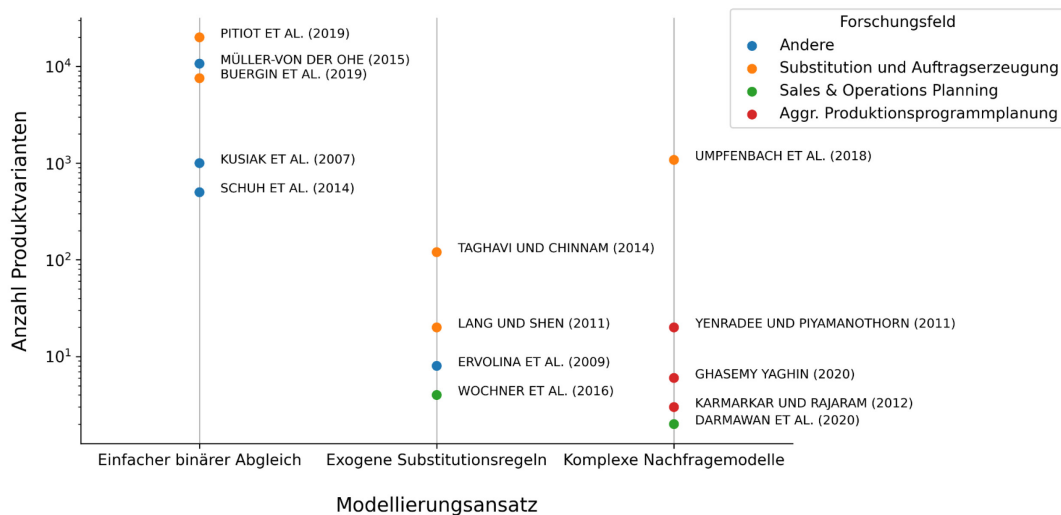 Forschungsfeld
Andere
Substitution und Auftragserzeugung
Sales & Operations Planning
Aggr. Produktionsprogrammplanung
Anzahl Produktvarianten
10⁴
10³
10²
10¹
PITIOT ET AL. (2019)
MÜLLER-VON DER OHE (2015)
BUERGIN ET AL. (2019)
KUSIAK ET AL. (2007)
SCHUH ET AL. (2014)
TAGHAVI UND CHINNAM (2014)
LANG UND SHEN (2011)
ERVOLINA ET AL. (2009)
WOCHNER ET AL. (2016)
UMPFENBACH ET AL. (2018)
YENRADEE UND PIYAMANOTHORN (2011)
GHASEMY YAGHIN (2020)
KARMARKAR UND RAJARAM (2012)
DARMAWAN ET AL. (2020)
Einfacher binärer Abgleich
Exogene Substitutionsregeln
Komplexe Nachfragemodelle
Modellierungsansatz